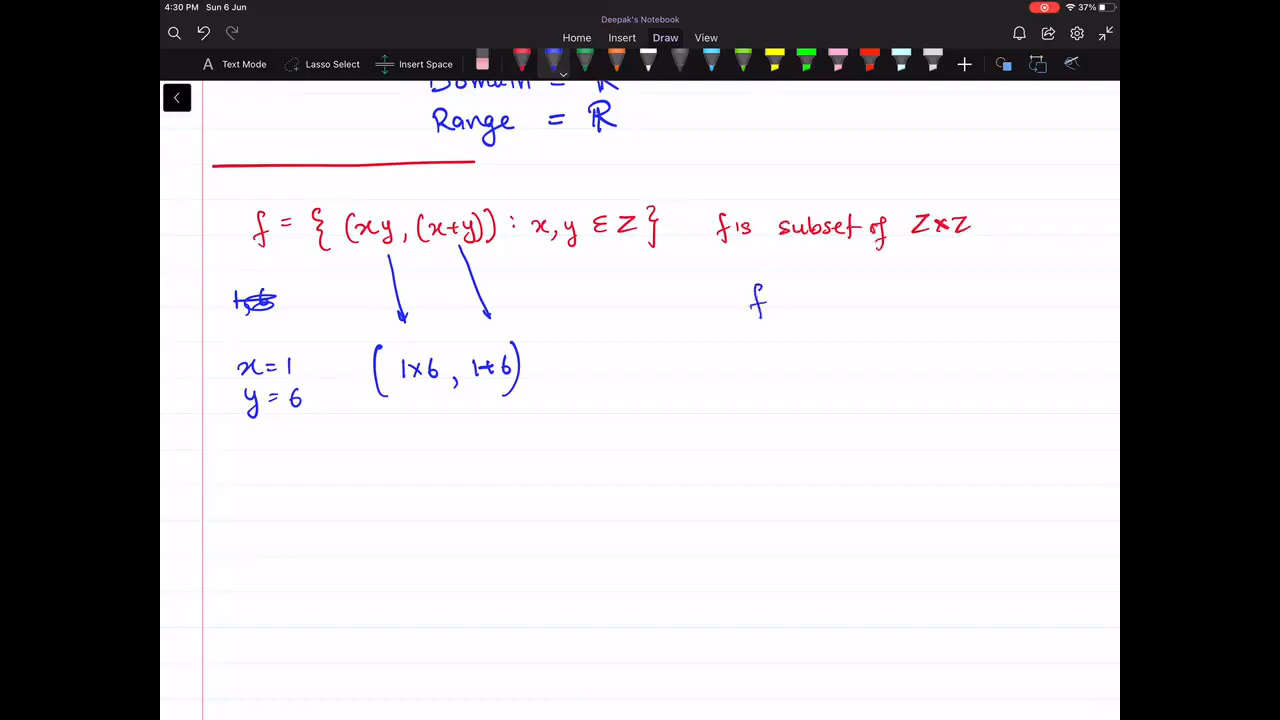 4:30 PM Sun 6 Jun
37%
Deepak's Notebook
Home Insert Draw View
Text Mode Lasso Select Insert Space
Domain = R
Range = ℝ
f = { (xy, (x+y)) : x, y ε Z } f is subset of Z×Z
f
x = 1 ( 1×6 , 1+6 )
y = 6